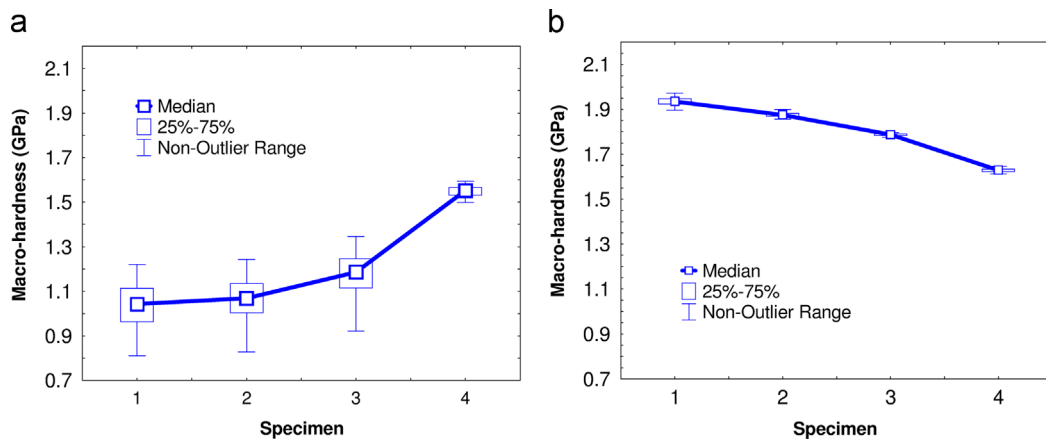 a
Macro-hardness (GPa)
2.1
1.9
1.7
1.5
1.3
1.1
0.9
0.7
Median
25%-75%
Non-Outlier Range
1 2 3 4
Specimen
b
Macro-hardness (GPa)
2.1
1.9
1.7
1.5
1.3
1.1
0.9
0.7
Median
25%-75%
Non-Outlier Range
1 2 3 4
Specimen